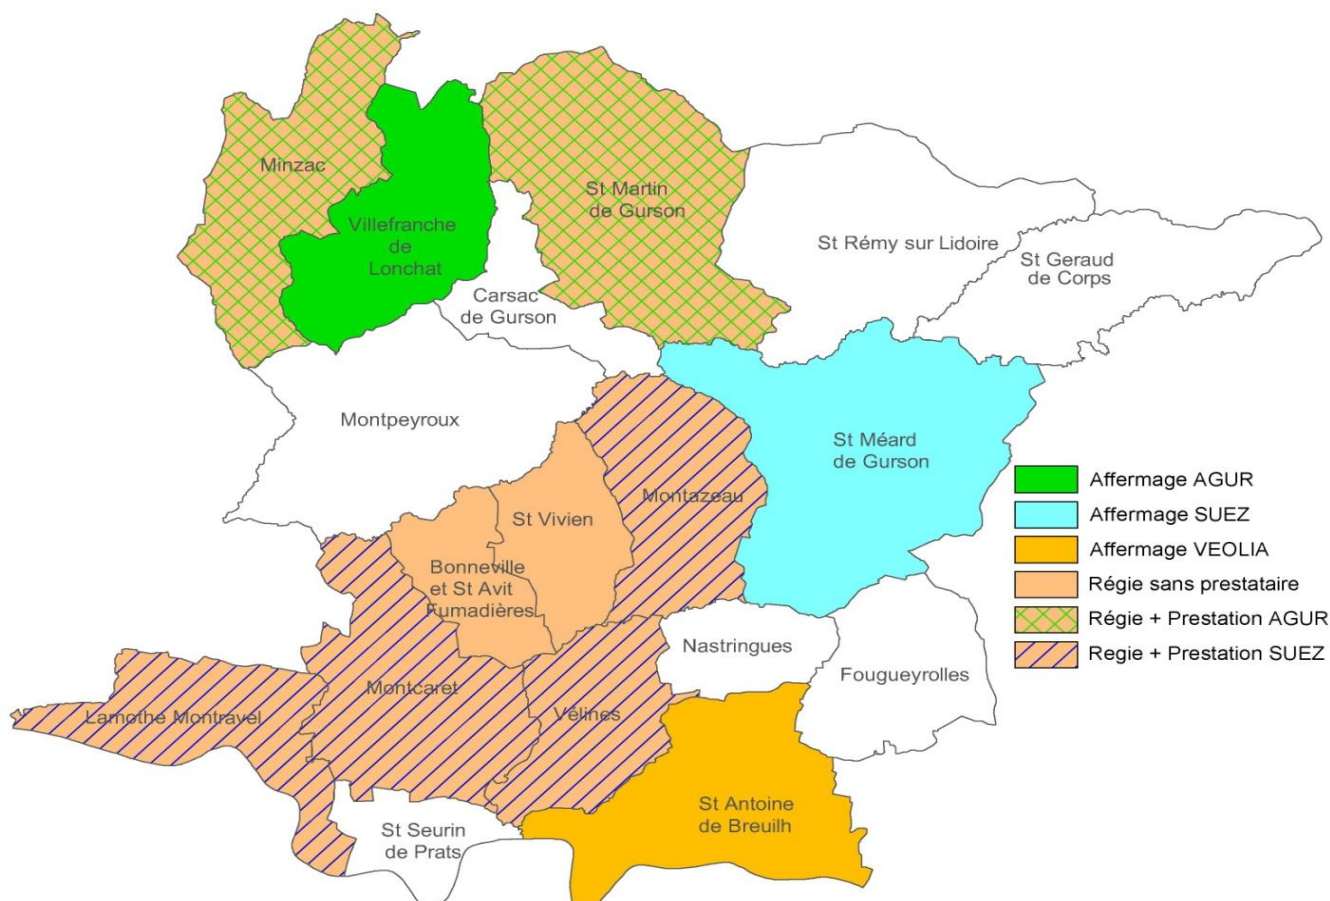 Minzac
St Martin
de Gurson
Villefranche
de
Lonchat
St Rémy sur Lidoire
St Geraud
de Corps
Carsac
de Gurson
Montpeyroux
St Méard
de Gurson
Montazeau
St Vivien
Bonneville
et St Avit
Fumadières
Nastringues
Fougueyrolles
Montcaret
Lamothe Montravel
Vélines
St Antoine
de Breuilh
St Seurin
de Prats
Affermage AGUR
Affermage SUEZ
Affermage VEOLIA
Régie sans prestataire
Régie + Prestation AGUR
Regie + Prestation SUEZ